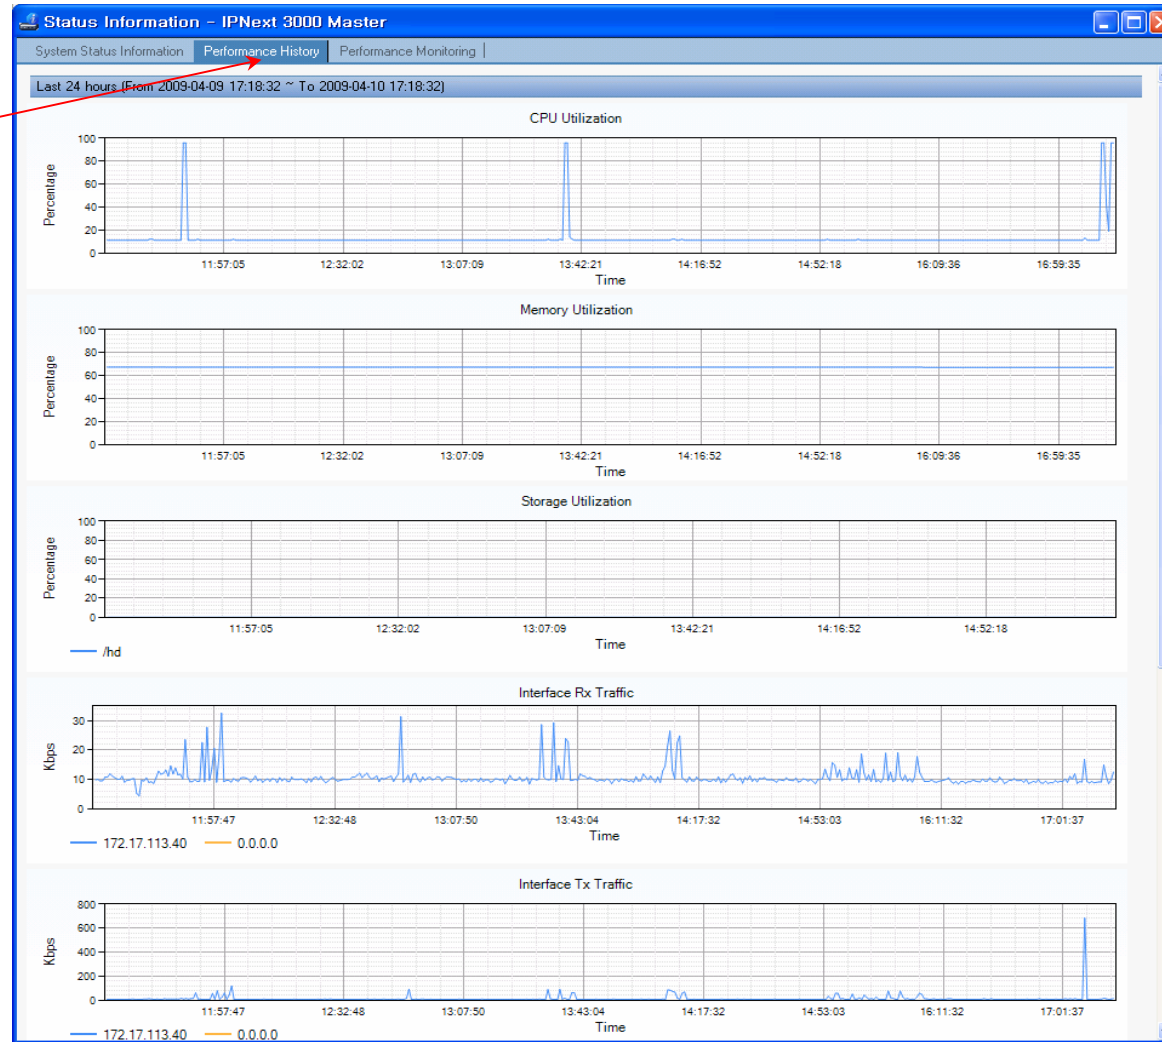 Status Information - IPNext 3000 Master
System Status Information Performance History Performance Monitoring
Last 24 hours (From 2009-04-09 17:18:32 ~ To 2009-04-10 17:18:32)
CPU Utilization
Percentage
100
80
60
40
20
0
11:57:05 12:32:02 13:07:09 13:42:21 14:16:52 14:52:18 16:09:36 16:59:35
Time
Memory Utilization
Percentage
100
80
60
40
20
0
11:57:05 12:32:02 13:07:09 13:42:21 14:16:52 14:52:18 16:09:36 16:59:35
Time
Storage Utilization
Percentage
100
80
60
40
20
0
11:57:05 12:32:02 13:07:09 13:42:21 14:16:52 14:52:18
Time
/hd
Interface Rx Traffic
Kbps
30
20
10
0
11:57:47 12:32:48 13:07:50 13:43:04 14:17:32 14:53:03 16:11:32 17:01:37
Time
172.17.113.40 0.0.0.0
Interface Tx Traffic
Kbps
800
600
400
200
0
11:57:47 12:32:48 13:07:50 13:43:04 14:17:32 14:53:03 16:11:32 17:01:37
Time
172.17.113.40 0.0.0.0